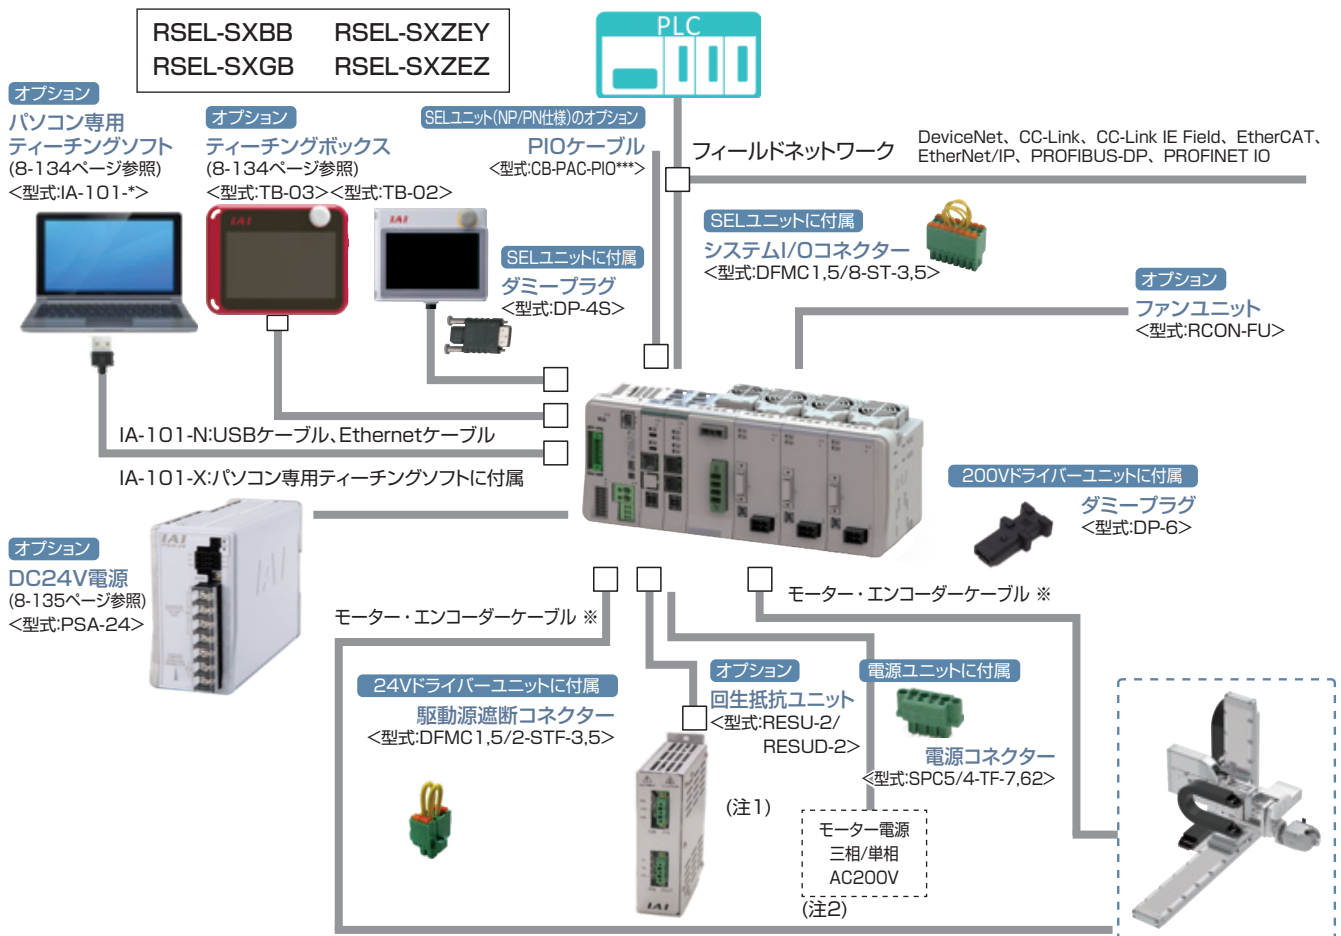 RSEL-SXBB RSEL-SXZEY
RSEL-SXGB RSEL-SXZEZ
PLC
オプション
パソコン専用
ティーチングソフト
(8-134ページ参照)
<型式:IA-101-*>
オプション
ティーチングボックス
(8-134ページ参照)
<型式:TB-03><型式:TB-02>
SELユニット(NP/PN仕様)のオプション
PIOケーブル
<型式:CB-PAC-PIO***>
フィールドネットワーク
DeviceNet、CC-Link、CC-Link IE Field、EtherCAT、
EtherNet/IP、PROFIBUS-DP、PROFINET IO
IAI
IAI
SELユニットに付属
ダミープラグ
<型式:DP-4S>
SELユニットに付属
システムI/Oコネクター
<型式:DFMC1,5/8-ST-3,5>
オプション
ファンユニット
<型式:RCON-FU>
IA-101-N:USBケーブル、Ethernetケーブル
IA-101-X:パソコン専用ティーチングソフトに付属
200Vドライバーユニットに付属
ダミープラグ
<型式:DP-6>
オプション
DC24V電源
(8-135ページ参照)
<型式:PSA-24>
IAI
モーター・エンコーダーケーブル ※
モーター・エンコーダーケーブル ※
24Vドライバーユニットに付属
駆動源遮断コネクター
<型式:DFMC1,5/2-STF-3,5>
オプション
回生抵抗ユニット
<型式:RESU-2/
RESUD-2>
(注1)
IAI
電源ユニットに付属
電源コネクター
<型式:SPC5/4-TF-7,62>
モーター電源
三相/単相
AC200V
(注2)